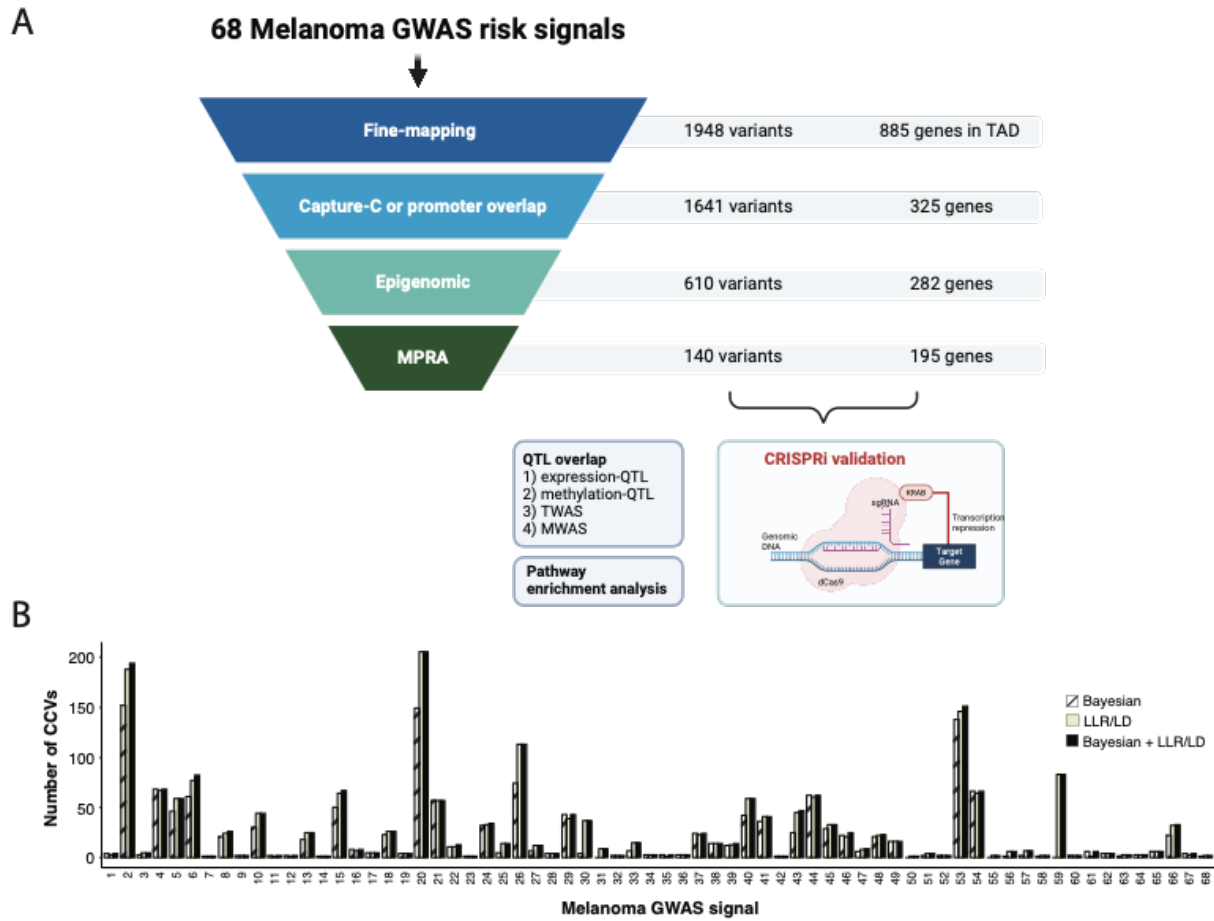 A
68 Melanoma GWAS risk signals
Fine-mapping 1948 variants 885 genes in TAD
Capture-C or promoter overlap 1641 variants 325 genes
Epigenomic 610 variants 282 genes
MPRA 140 variants 195 genes
QTL overlap
1) expression-QTL
2) methylation-QTL
3) TWAS
4) MWAS
Pathway
enrichment analysis
CRISPRi validation
sgRNA
KRAB
Transcription
repression
Genomic
DNA
Target
Gene
dCas9
B
Number of CCVs
200
150
100
50
0
Bayesian
LLR/LD
Bayesian + LLR/LD
1 2 3 4 5 6 7 8 9 10 11 12 13 14 15 16 17 18 19 20 21 22 23 24 25 26 27 28 29 30 31 32 33 34 35 36 37 38 39 40 41 42 43 44 45 46 47 48 49 50 51 52 53 54 55 56 57 58 59 60 61 62 63 64 65 66 67 68
Melanoma GWAS signal